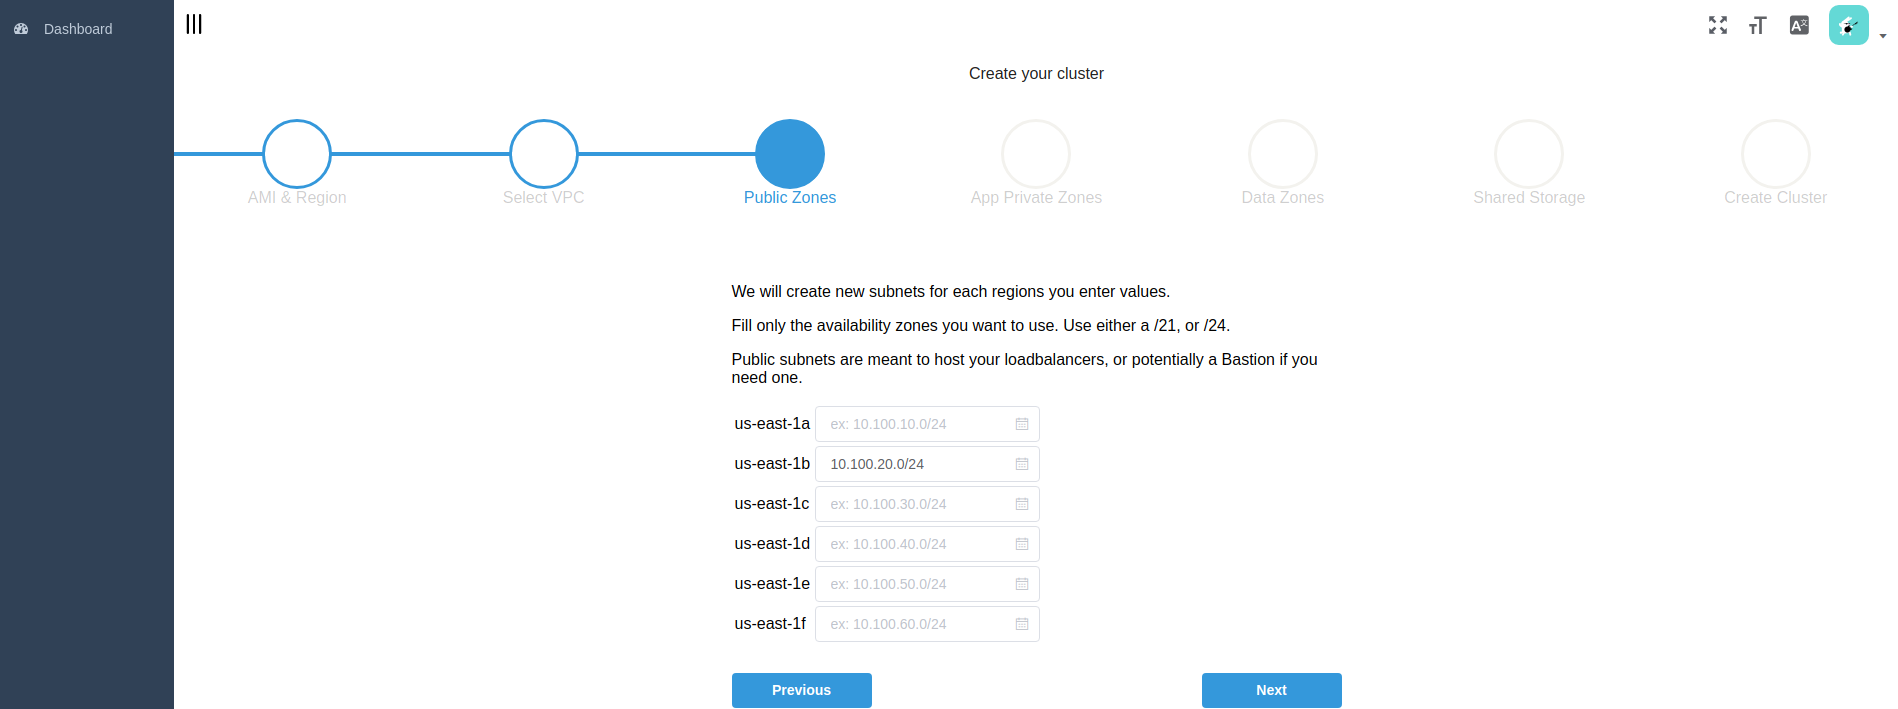 Dashboard
Create your cluster
AMI & Region
Select VPC
Public Zones
App Private Zones
Data Zones
Shared Storage
Create Cluster
We will create new subnets for each regions you enter values.
Fill only the availability zones you want to use. Use either a /21, or /24.
Public subnets are meant to host your loadbalancers, or potentially a Bastion if you
need one.
us-east-1a ex: 10.100.10.0/24
us-east-1b 10.100.20.0/24
us-east-1c ex: 10.100.30.0/24
us-east-1d ex: 10.100.40.0/24
us-east-1e ex: 10.100.50.0/24
us-east-1f ex: 10.100.60.0/24
Previous
Next